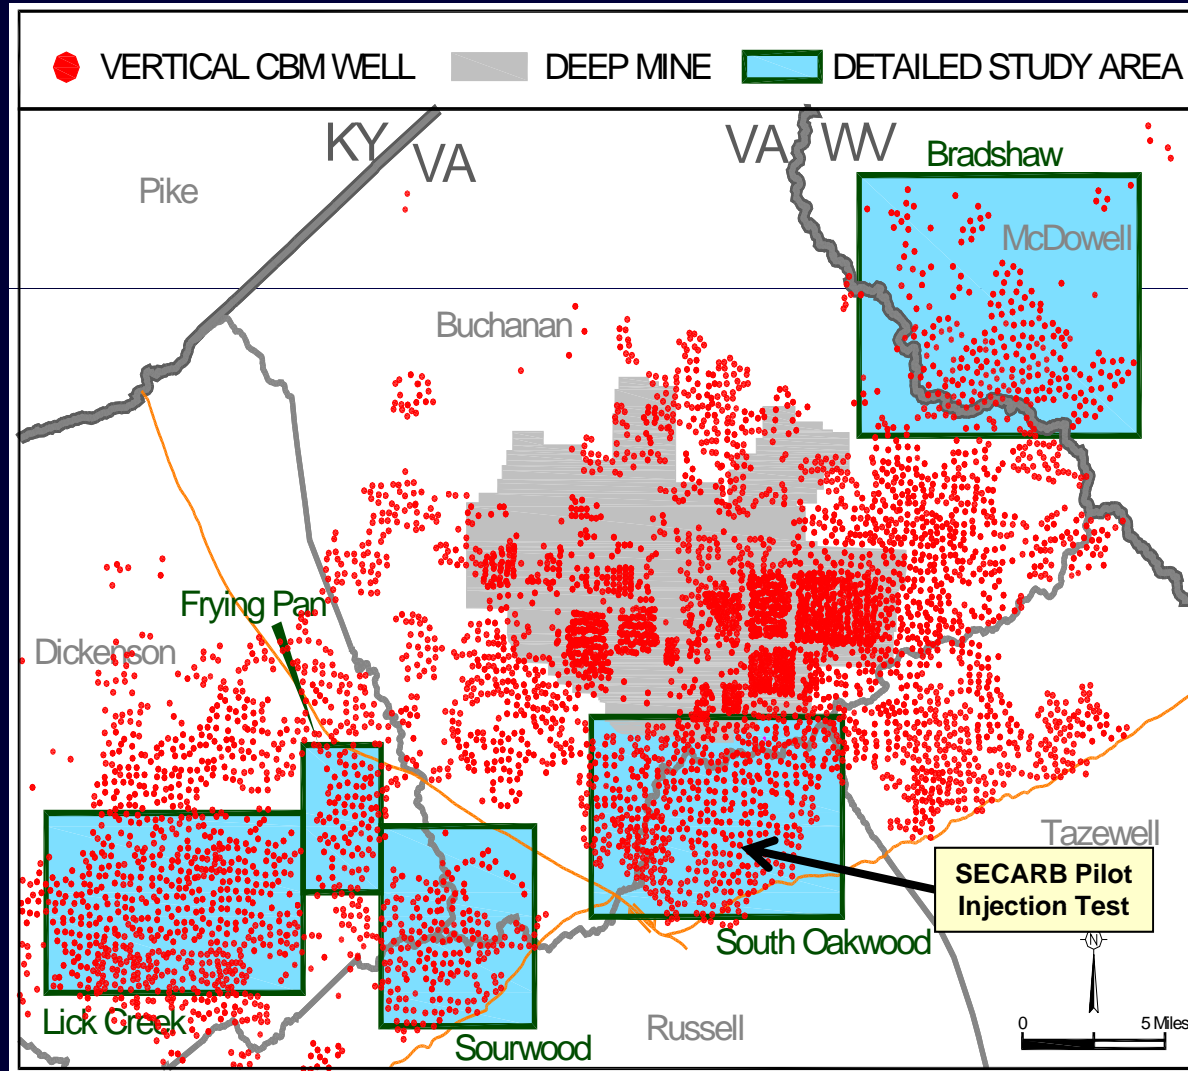 VERTICAL CBM WELL
DEEP MINE
DETAILED STUDY AREA
KY
VA
VA
WV
Bradshaw
Pike
McDowell
Buchanan
Frying Pan
Dickenson
Tazewell
SECARB Pilot
Injection Test
South Oakwood
N
Lick Creek
Russell
Sourwood
0
5 Miles